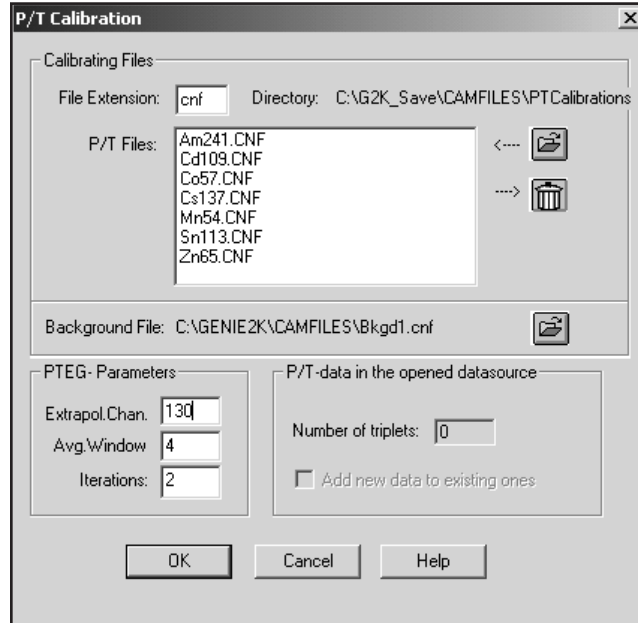 P/T Calibration
Calibrating Files
File Extension: cnf Directory: C:\G2K_Save\CAMFILES\PTCalibrations
P/T Files:
Am241.CNF
Cd109.CNF
Co57.CNF
Cs137.CNF
Mn54.CNF
Sn113.CNF
Zn65.CNF
<----
---->
Background File: C:\GENIE2K\CAMFILES\Bkgd1.cnf
PTEG- Parameters
Extrapol.Chan. 130
Avg.Window 4
Iterations: 2
P/T-data in the opened datasource
Number of triplets: 0
Add new data to existing ones
OK Cancel Help